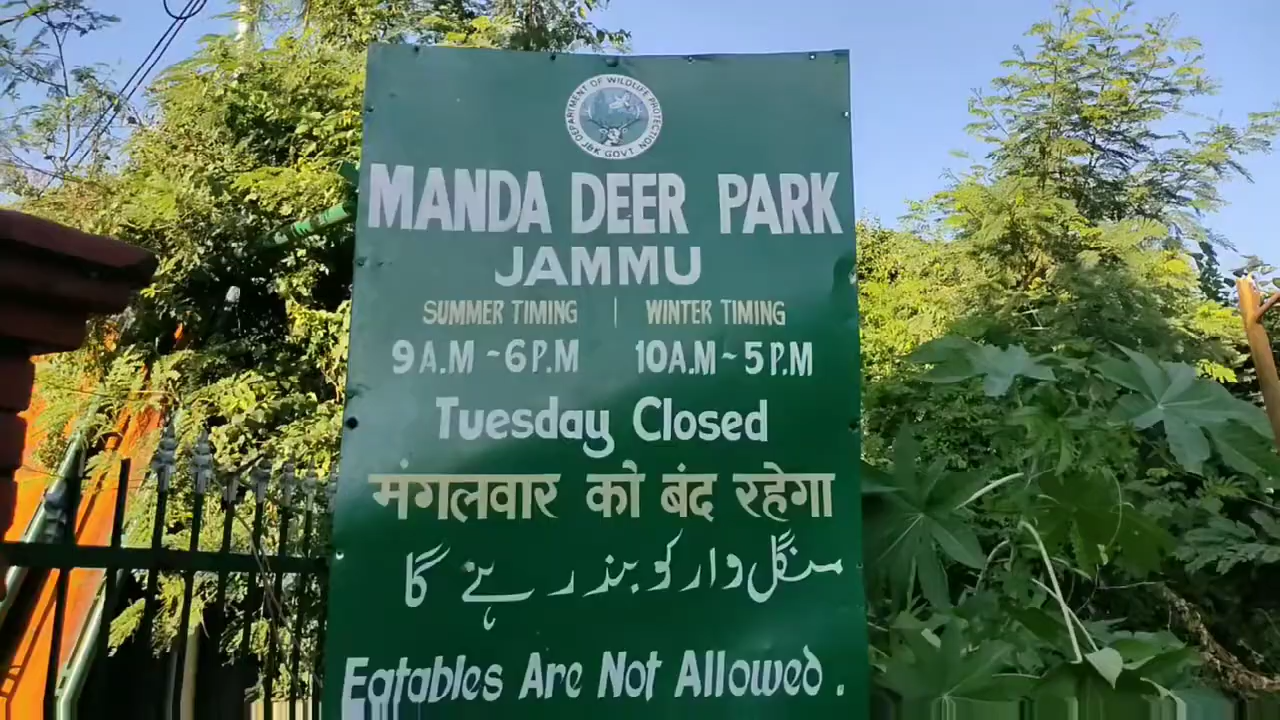 DEPARTMENT OF WILDLIFE PROTECTION
J&K GOVT.
MANDA DEER PARK
JAMMU
SUMMER TIMING | WINTER TIMING
9 A.M - 6 P.M 10 A.M - 5 P.M
Tuesday Closed
मंगलवार को बंद रहेगा
منگل وار کو بند رہے گا
Eatables Are Not Allowed.